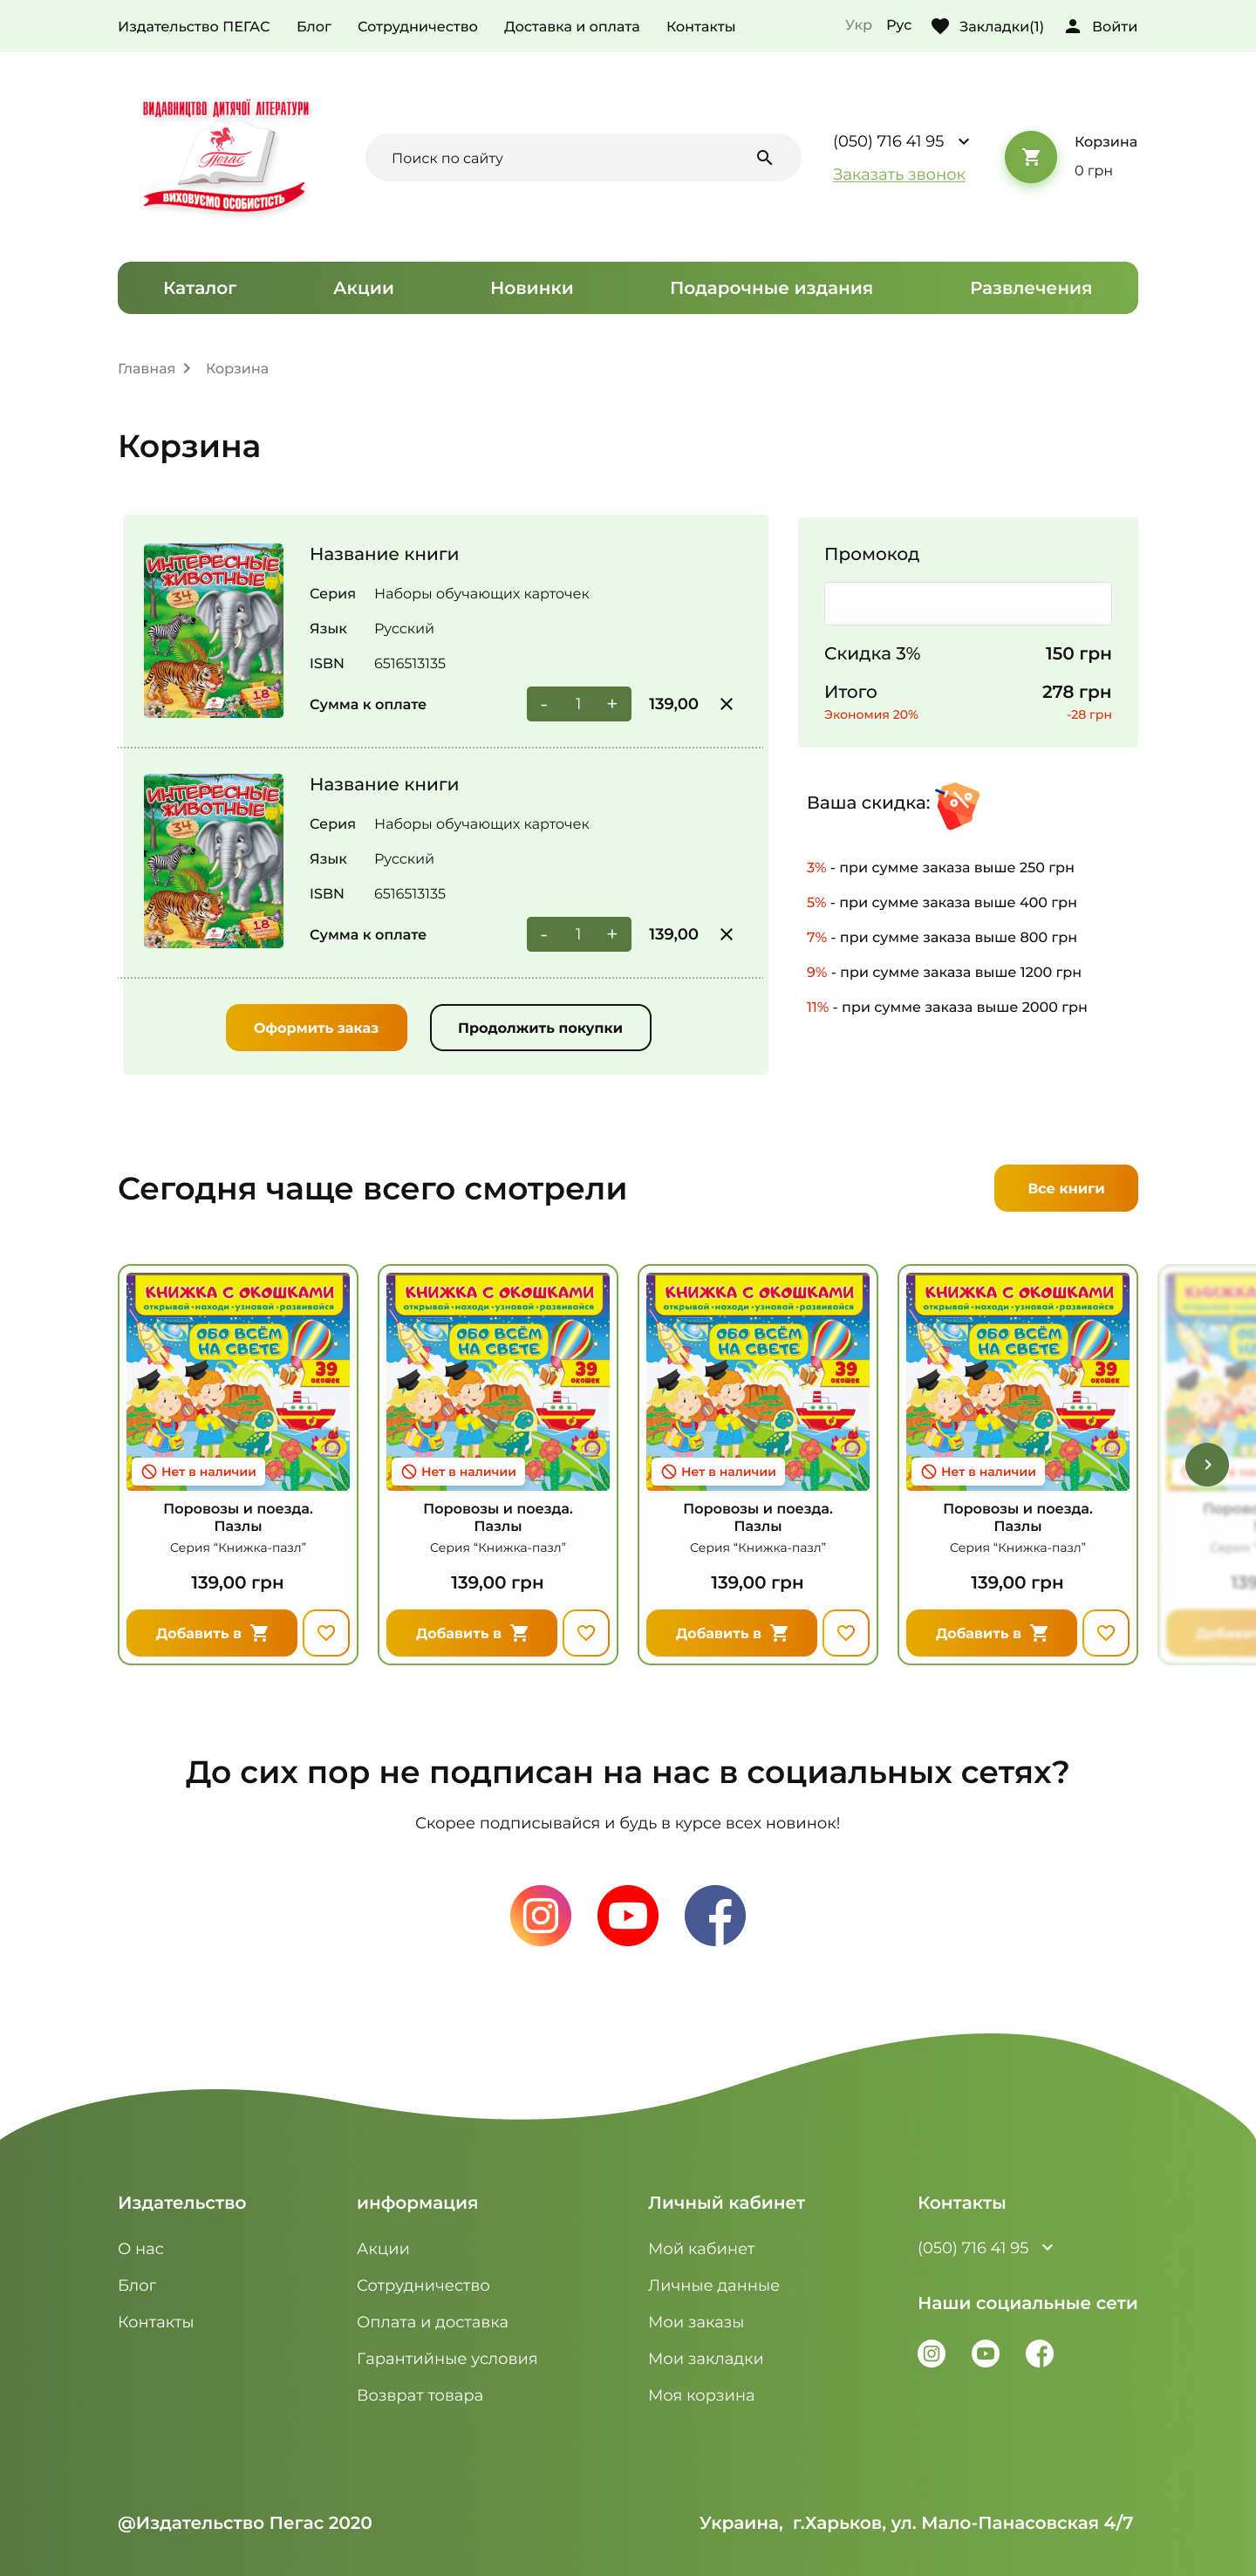 Издательство ПЕГАС Блог Сотрудничество Доставка и оплата Контакты Укр Рус Закладки(1) Войти
ВИДАВНИЦТВО ДИТЯЧОЇ ЛІТЕРАТУРИ
Пегас
ВИХОВУЄМО ОСОБИСТІСТЬ
Поиск по сайту
(050) 716 41 95
Заказать звонок
Корзина
0 грн
Каталог Акции Новинки Подарочные издания Развлечения
Главная Корзина
Корзина
ИНТЕРЕСНЫЕ
ЖИВОТНЫЕ
34
18
Название книги
Серия Наборы обучающих карточек
Язык Русский
ISBN 6516513135
Сумма к оплате - 1 + 139,00
ИНТЕРЕСНЫЕ
ЖИВОТНЫЕ
34
18
Название книги
Серия Наборы обучающих карточек
Язык Русский
ISBN 6516513135
Сумма к оплате - 1 + 139,00
Оформить заказ Продолжить покупки
Промокод
Скидка 3% 150 грн
Итого 278 грн
Экономия 20% -28 грн
Ваша скидка:
3% - при сумме заказа выше 250 грн
5% - при сумме заказа выше 400 грн
7% - при сумме заказа выше 800 грн
9% - при сумме заказа выше 1200 грн
11% - при сумме заказа выше 2000 грн
Сегодня чаще всего смотрели Все книги
КНИЖКА С ОКОШКАМИ
открывай•находи•узнавай•развивайся
ОБО ВСЁМ
НА СВЕТЕ
39
окошек
Нет в наличии
Поровозы и поезда.
Пазлы
Серия “Книжка-пазл”
139,00 грн
Добавить в
КНИЖКА С ОКОШКАМИ
открывай•находи•узнавай•развивайся
ОБО ВСЁМ
НА СВЕТЕ
39
окошек
Нет в наличии
Поровозы и поезда.
Пазлы
Серия “Книжка-пазл”
139,00 грн
Добавить в
КНИЖКА С ОКОШКАМИ
открывай•находи•узнавай•развивайся
ОБО ВСЁМ
НА СВЕТЕ
39
окошек
Нет в наличии
Поровозы и поезда.
Пазлы
Серия “Книжка-пазл”
139,00 грн
Добавить в
КНИЖКА С ОКОШКАМИ
открывай•находи•узнавай•развивайся
ОБО ВСЁМ
НА СВЕТЕ
39
окошек
Нет в наличии
Поровозы и поезда.
Пазлы
Серия “Книжка-пазл”
139,00 грн
Добавить в
До сих пор не подписан на нас в социальных сетях?
Скорее подписывайся и будь в курсе всех новинок!
Издательство
О нас
Блог
Контакты
информация
Акции
Сотрудничество
Оплата и доставка
Гарантийные условия
Возврат товара
Личный кабинет
Мой кабинет
Личные данные
Мои заказы
Мои закладки
Моя корзина
Контакты
(050) 716 41 95
Наши социальные сети
@Издательство Пегас 2020 Украина, г.Харьков, ул. Мало-Панасовская 4/7